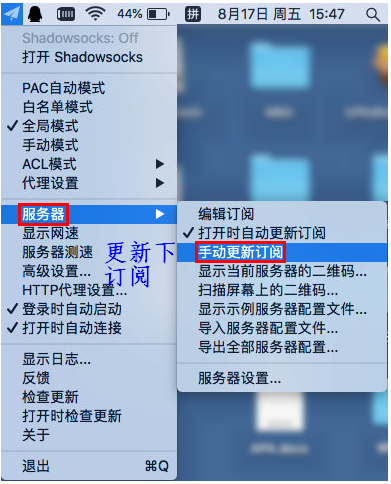 44%
拼
8月17日 周五 15:47
Shadowsocks: Off
打开 Shadowsocks
PAC自动模式
白名单模式
✓ 全局模式
手动模式
ACL模式
代理设置
服务器
显示网速
服务器测速
高级设置...
HTTP代理设置...
✓ 登录时自动启动
✓ 打开时自动连接
显示日志...
反馈
检查更新
打开时检查更新
关于
退出 ⌘Q
更新下
订阅
编辑订阅
✓ 打开时自动更新订阅
手动更新订阅
显示当前服务器的二维码...
扫描屏幕上的二维码...
显示示例服务器配置文件...
导入服务器配置文件...
导出全部服务器配置...
服务器设置...